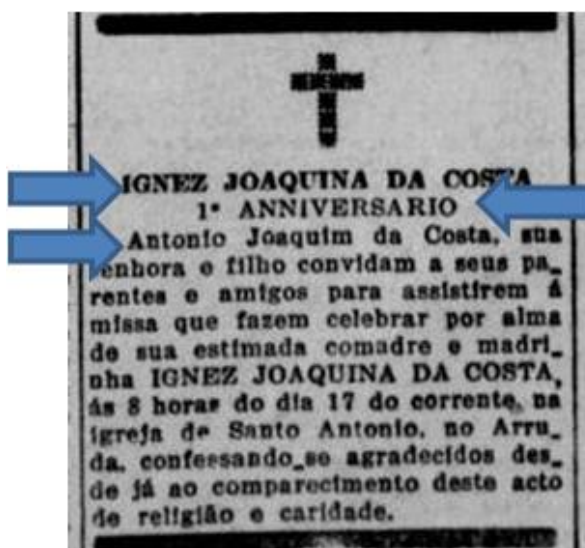 IGNEZ JOAQUINA DA COSTA
1º ANNIVERSARIO
Antonio Joaquim da Costa, sua
senhora e filho convidam a seus pa_
rentes e amigos para assistirem á
missa que fazem celebrar por alma
de sua estimada comadre e madri_
nha IGNEZ JOAQUINA DA COSTA,
ás 8 horas do dia 17 do corrente, na
igreja de Santo Antonio, no Arru_
da, confessando_se agradecidos des_
de já ao comparecimento deste acto
de religião e caridade.